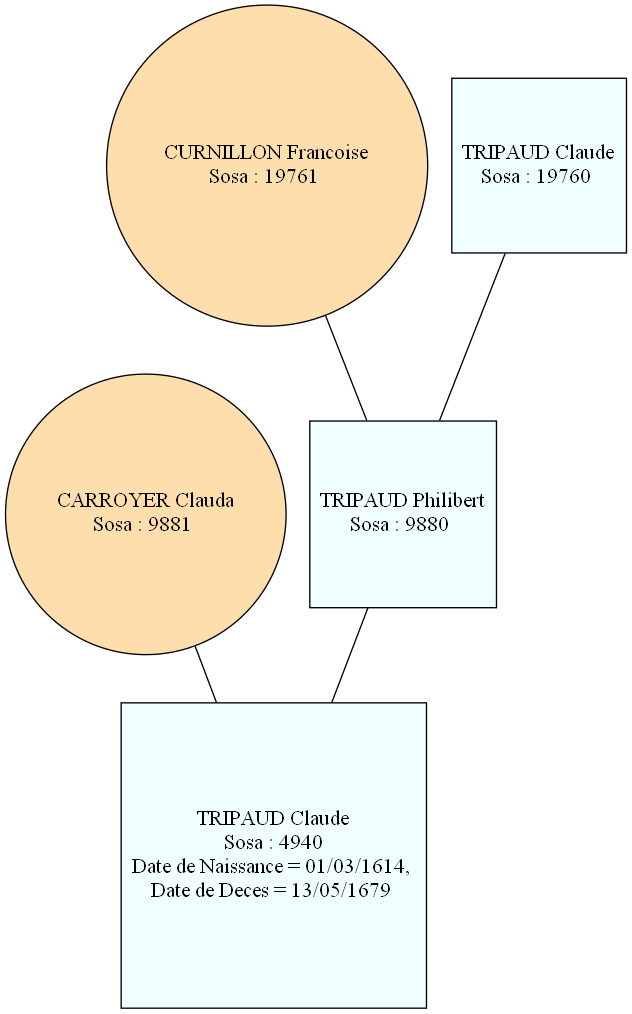 CURNILLON Francoise
Sosa : 19761
TRIPAUD Claude
Sosa : 19760
CARROYER Clauda
Sosa : 9881
TRIPAUD Philibert
Sosa : 9880
TRIPAUD Claude
Sosa : 4940
Date de Naissance = 01/03/1614,
Date de Deces = 13/05/1679